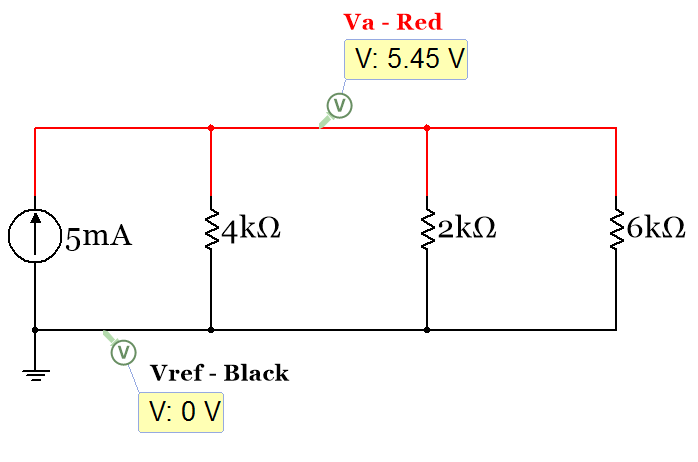 Va - Red
V: 5.45 V
V
5mA
4kΩ
2kΩ
6kΩ
V
Vref - Black
V: 0 V